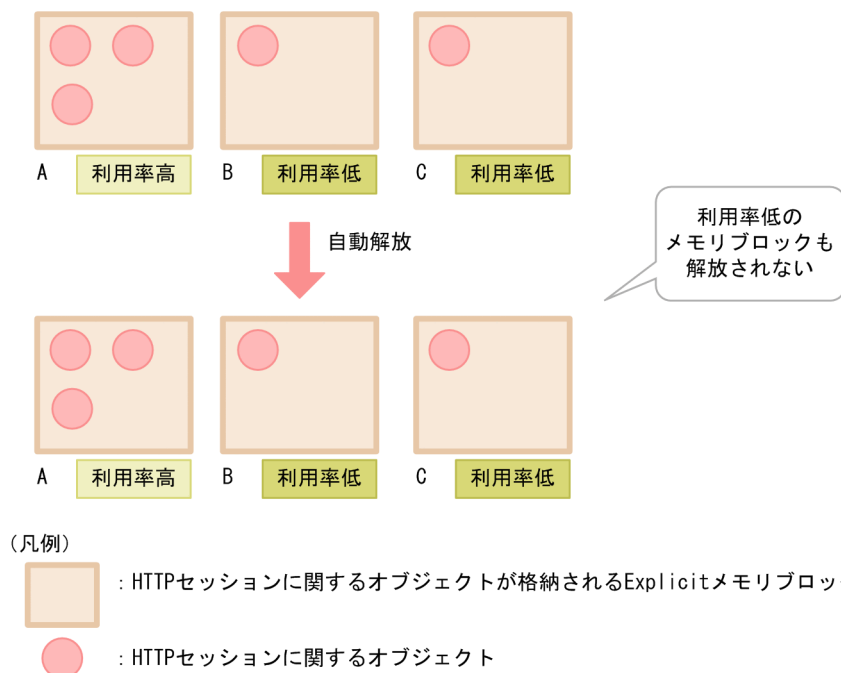 A 利用率高 B 利用率低 C 利用率低
自動解放
利用率低の
メモリブロックも
解放されない
A 利用率高 B 利用率低 C 利用率低
(凡例)
：HTTPセッションに関するオブジェクトが格納されるExplicitメモリブロッ
：HTTPセッションに関するオブジェクト